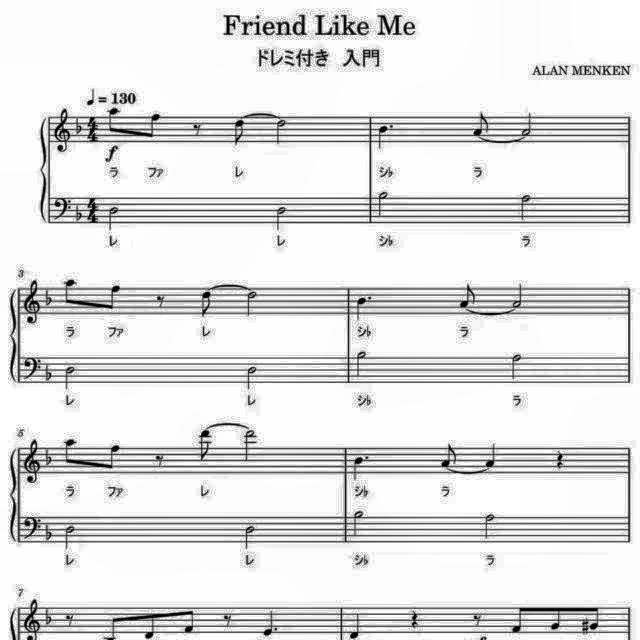 Friend Like Me
ドレミ付き 入門
ALAN MENKEN
♩ = 130
f
ラ ファ レ シ♭ ラ
レ レ シ♭ ラ
3
ラ ファ レ シ♭ ラ
レ レ シ♭ ラ
5
ラ ファ レ シ♭ ラ
レ レ シ♭ ラ
7